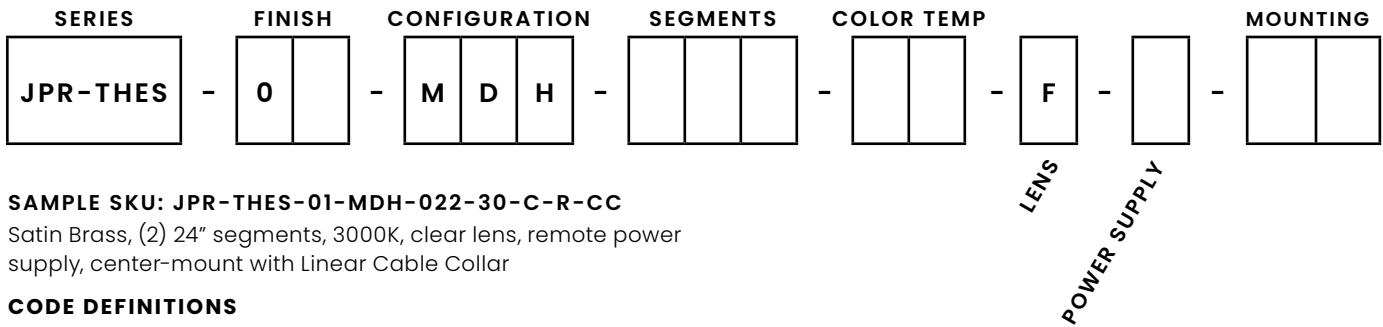 SERIES FINISH CONFIGURATION SEGMENTS COLOR TEMP MOUNTING
JPR-THES - 0 - M D H - - - F - -
LENS
POWER SUPPLY
SAMPLE SKU: JPR-THES-01-MDH-022-30-C-R-CC
Satin Brass, (2) 24” segments, 3000K, clear lens, remote power
supply, center-mount with Linear Cable Collar
CODE DEFINITIONS